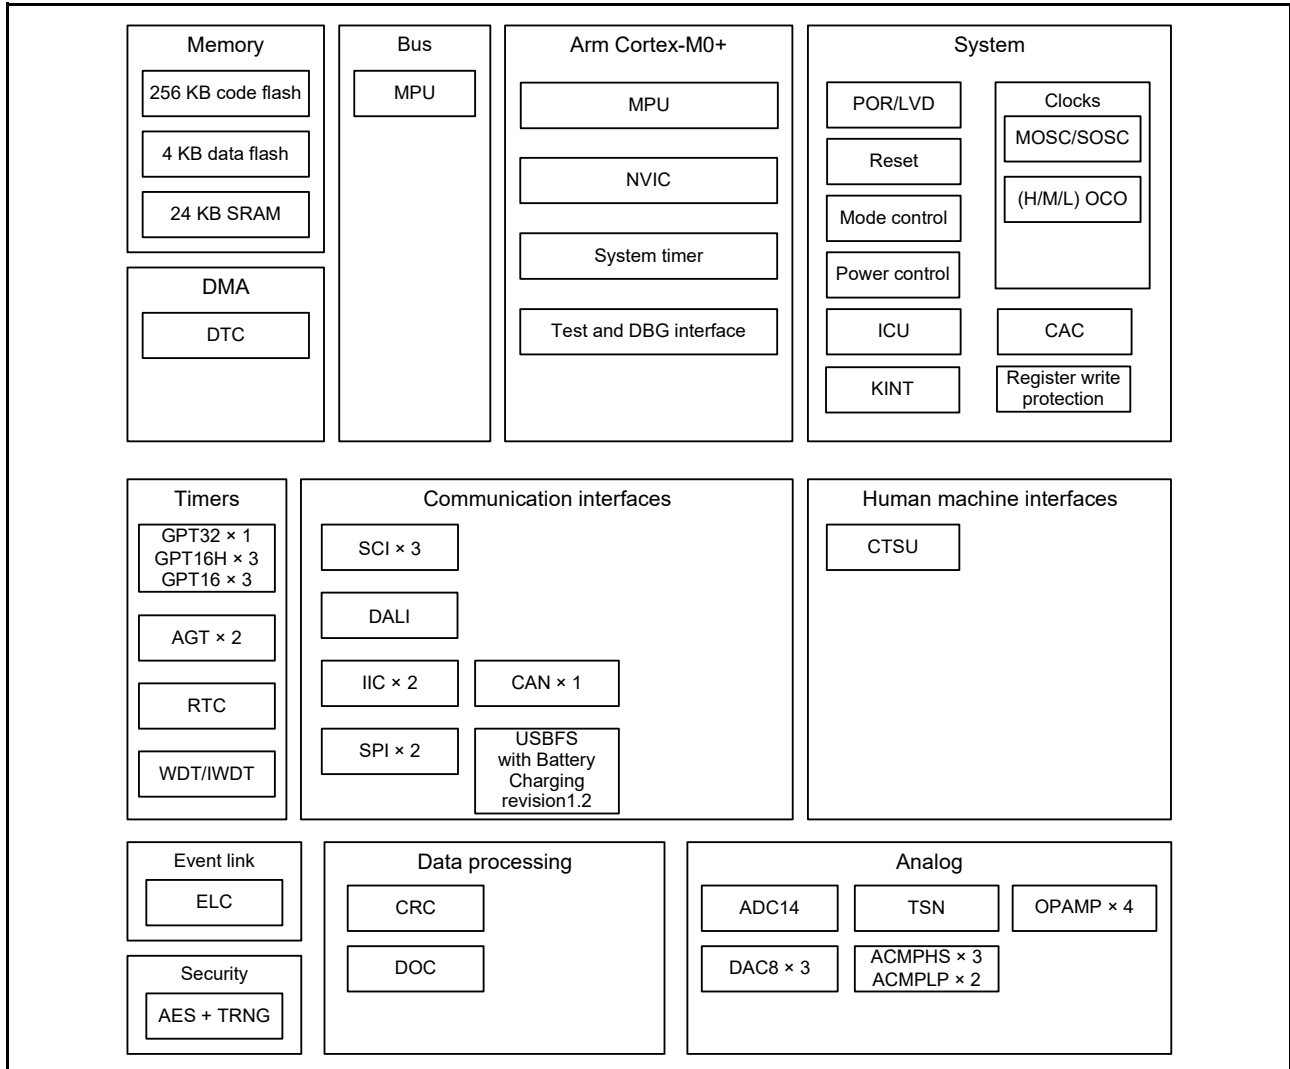 Memory
256 KB code flash
4 KB data flash
24 KB SRAM
DMA
DTC
Bus
MPU
Arm Cortex-M0+
MPU
NVIC
System timer
Test and DBG interface
System
POR/LVD
Reset
Mode control
Power control
ICU
KINT
Clocks
MOSC/SOSC
(H/M/L) OCO
CAC
Register write
protection
Timers
GPT32 × 1
GPT16H × 3
GPT16 × 3
AGT × 2
RTC
WDT/IWDT
Communication interfaces
SCI × 3
DALI
IIC × 2
SPI × 2
CAN × 1
USBFS
with Battery
Charging
revision1.2
Human machine interfaces
CTSU
Event link
ELC
Security
AES + TRNG
Data processing
CRC
DOC
Analog
ADC14
TSN
OPAMP × 4
DAC8 × 3
ACMPHS × 3
ACMPLP × 2